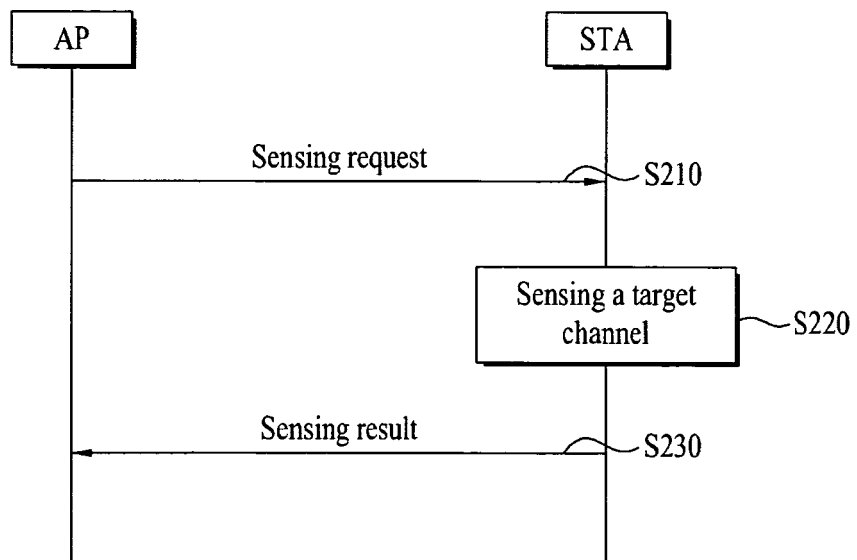 AP
STA
Sensing request
S210
Sensing a target
channel
S220
Sensing result
S230